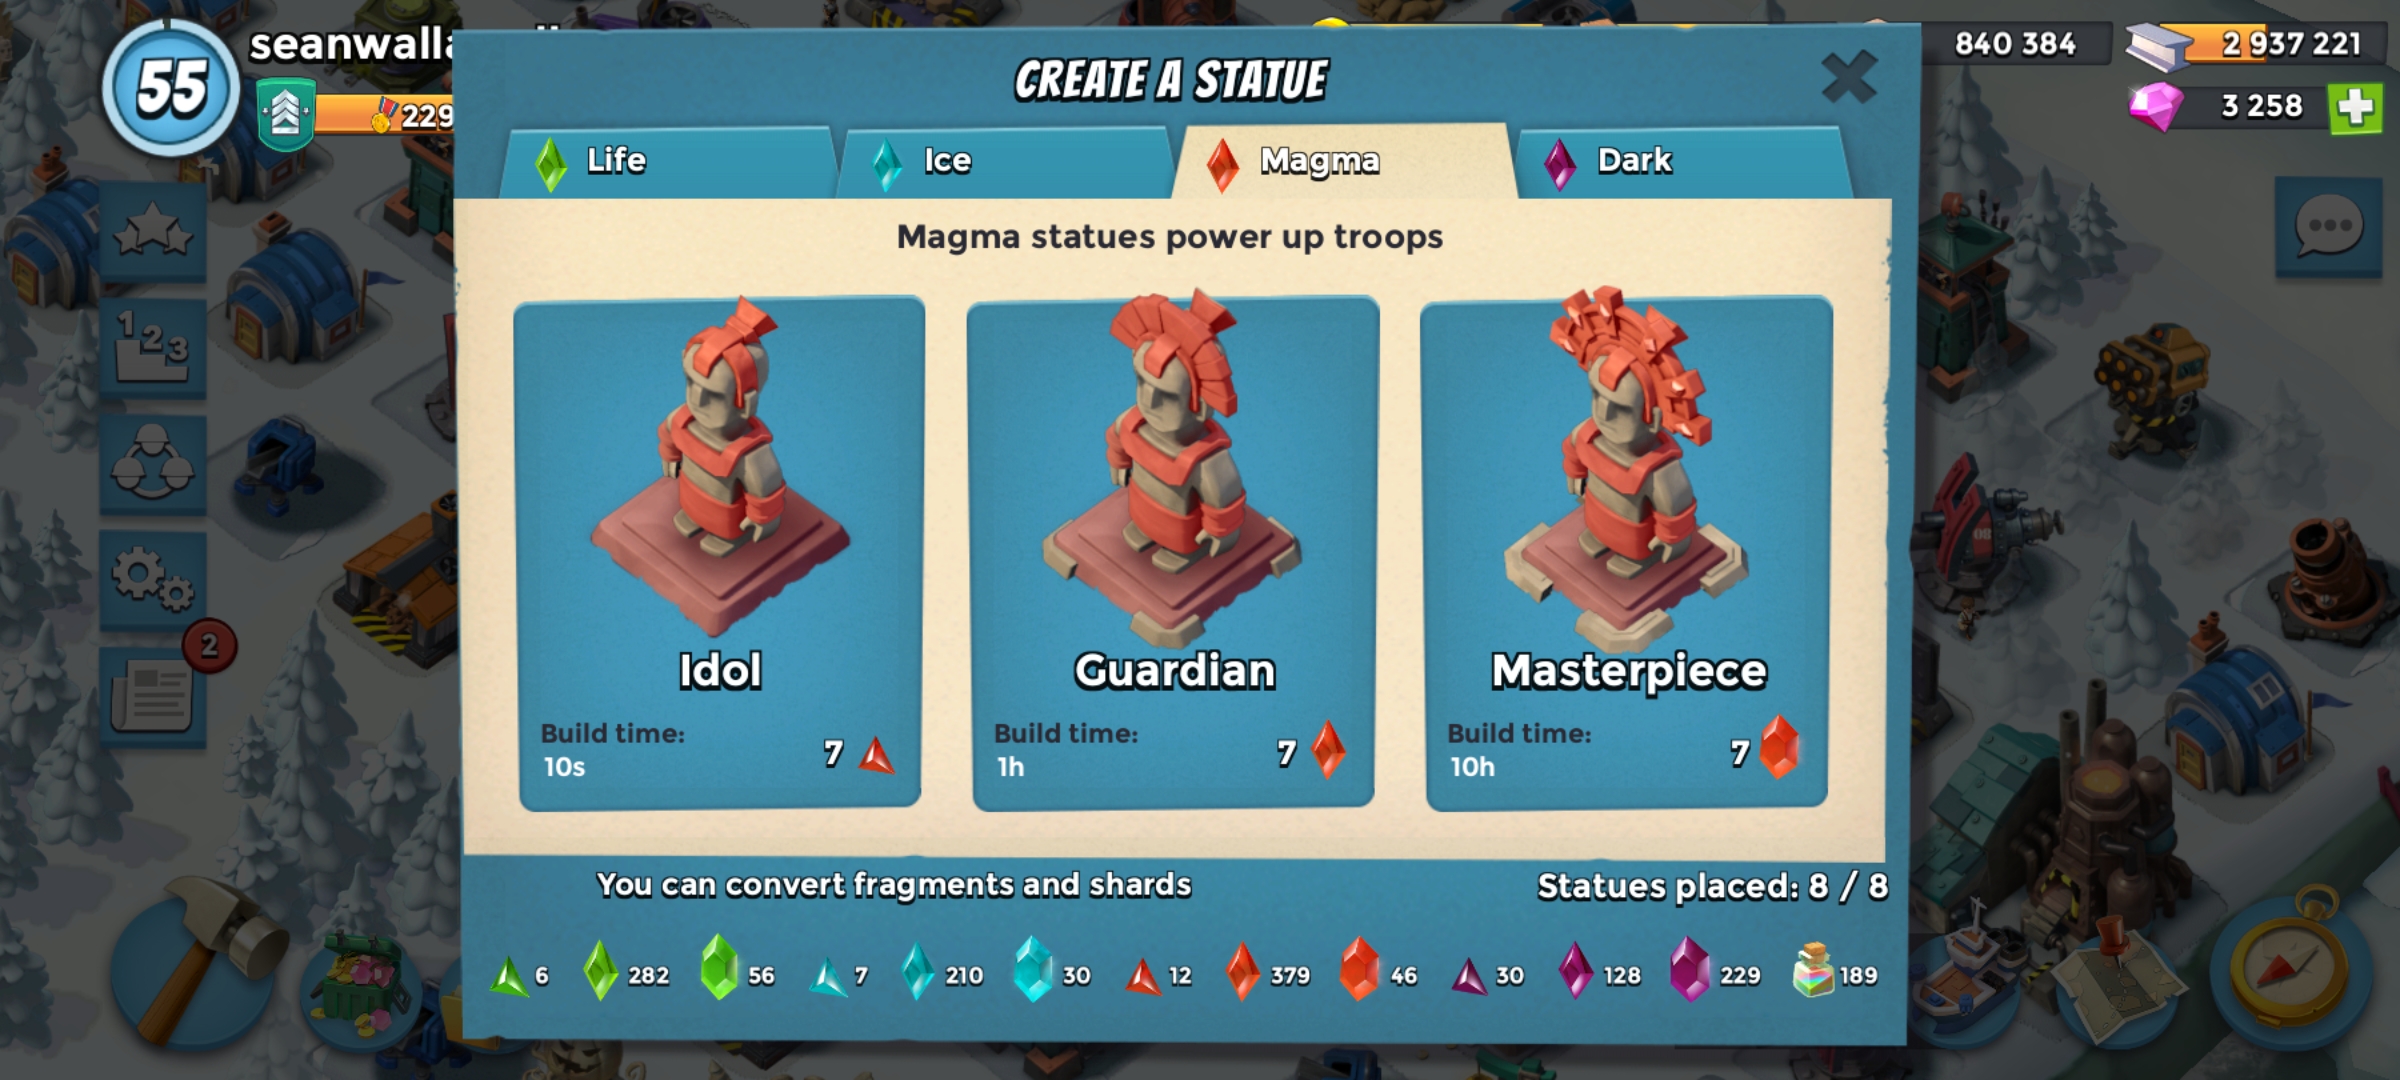 55
229
840 384
2 937 221
3 258
CREATE A STATUE
Life
Ice
Magma
Dark
Magma statues power up troops
1 2 3
2
Idol
Build time:
10s
7
Guardian
Build time:
1h
7
Masterpiece
Build time:
10h
7
You can convert fragments and shards
Statues placed: 8 / 8
6
282
56
7
210
30
12
379
46
30
128
229
189